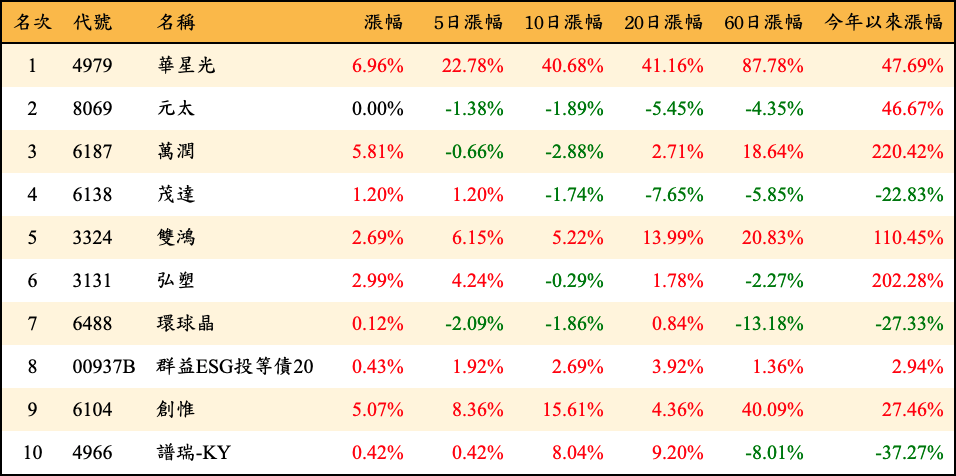 名次 代號 名稱 漲幅 5日漲幅 10日漲幅 20日漲幅 60日漲幅 今年以來漲幅
1 4979 華星光 6.96% 22.78% 40.68% 41.16% 87.78% 47.69%
2 8069 元太 0.00% -1.38% -1.89% -5.45% -4.35% 46.67%
3 6187 萬潤 5.81% -0.66% -2.88% 2.71% 18.64% 220.42%
4 6138 茂達 1.20% 1.20% -1.74% -7.65% -5.85% -22.83%
5 3324 雙鴻 2.69% 6.15% 5.22% 13.99% 20.83% 110.45%
6 3131 弘塑 2.99% 4.24% -0.29% 1.78% -2.27% 202.28%
7 6488 環球晶 0.12% -2.09% -1.86% 0.84% -13.18% -27.33%
8 00937B 群益ESG投等債20 0.43% 1.92% 2.69% 3.92% 1.36% 2.94%
9 6104 創惟 5.07% 8.36% 15.61% 4.36% 40.09% 27.46%
10 4966 譜瑞-KY 0.42% 0.42% 8.04% 9.20% -8.01% -37.27%